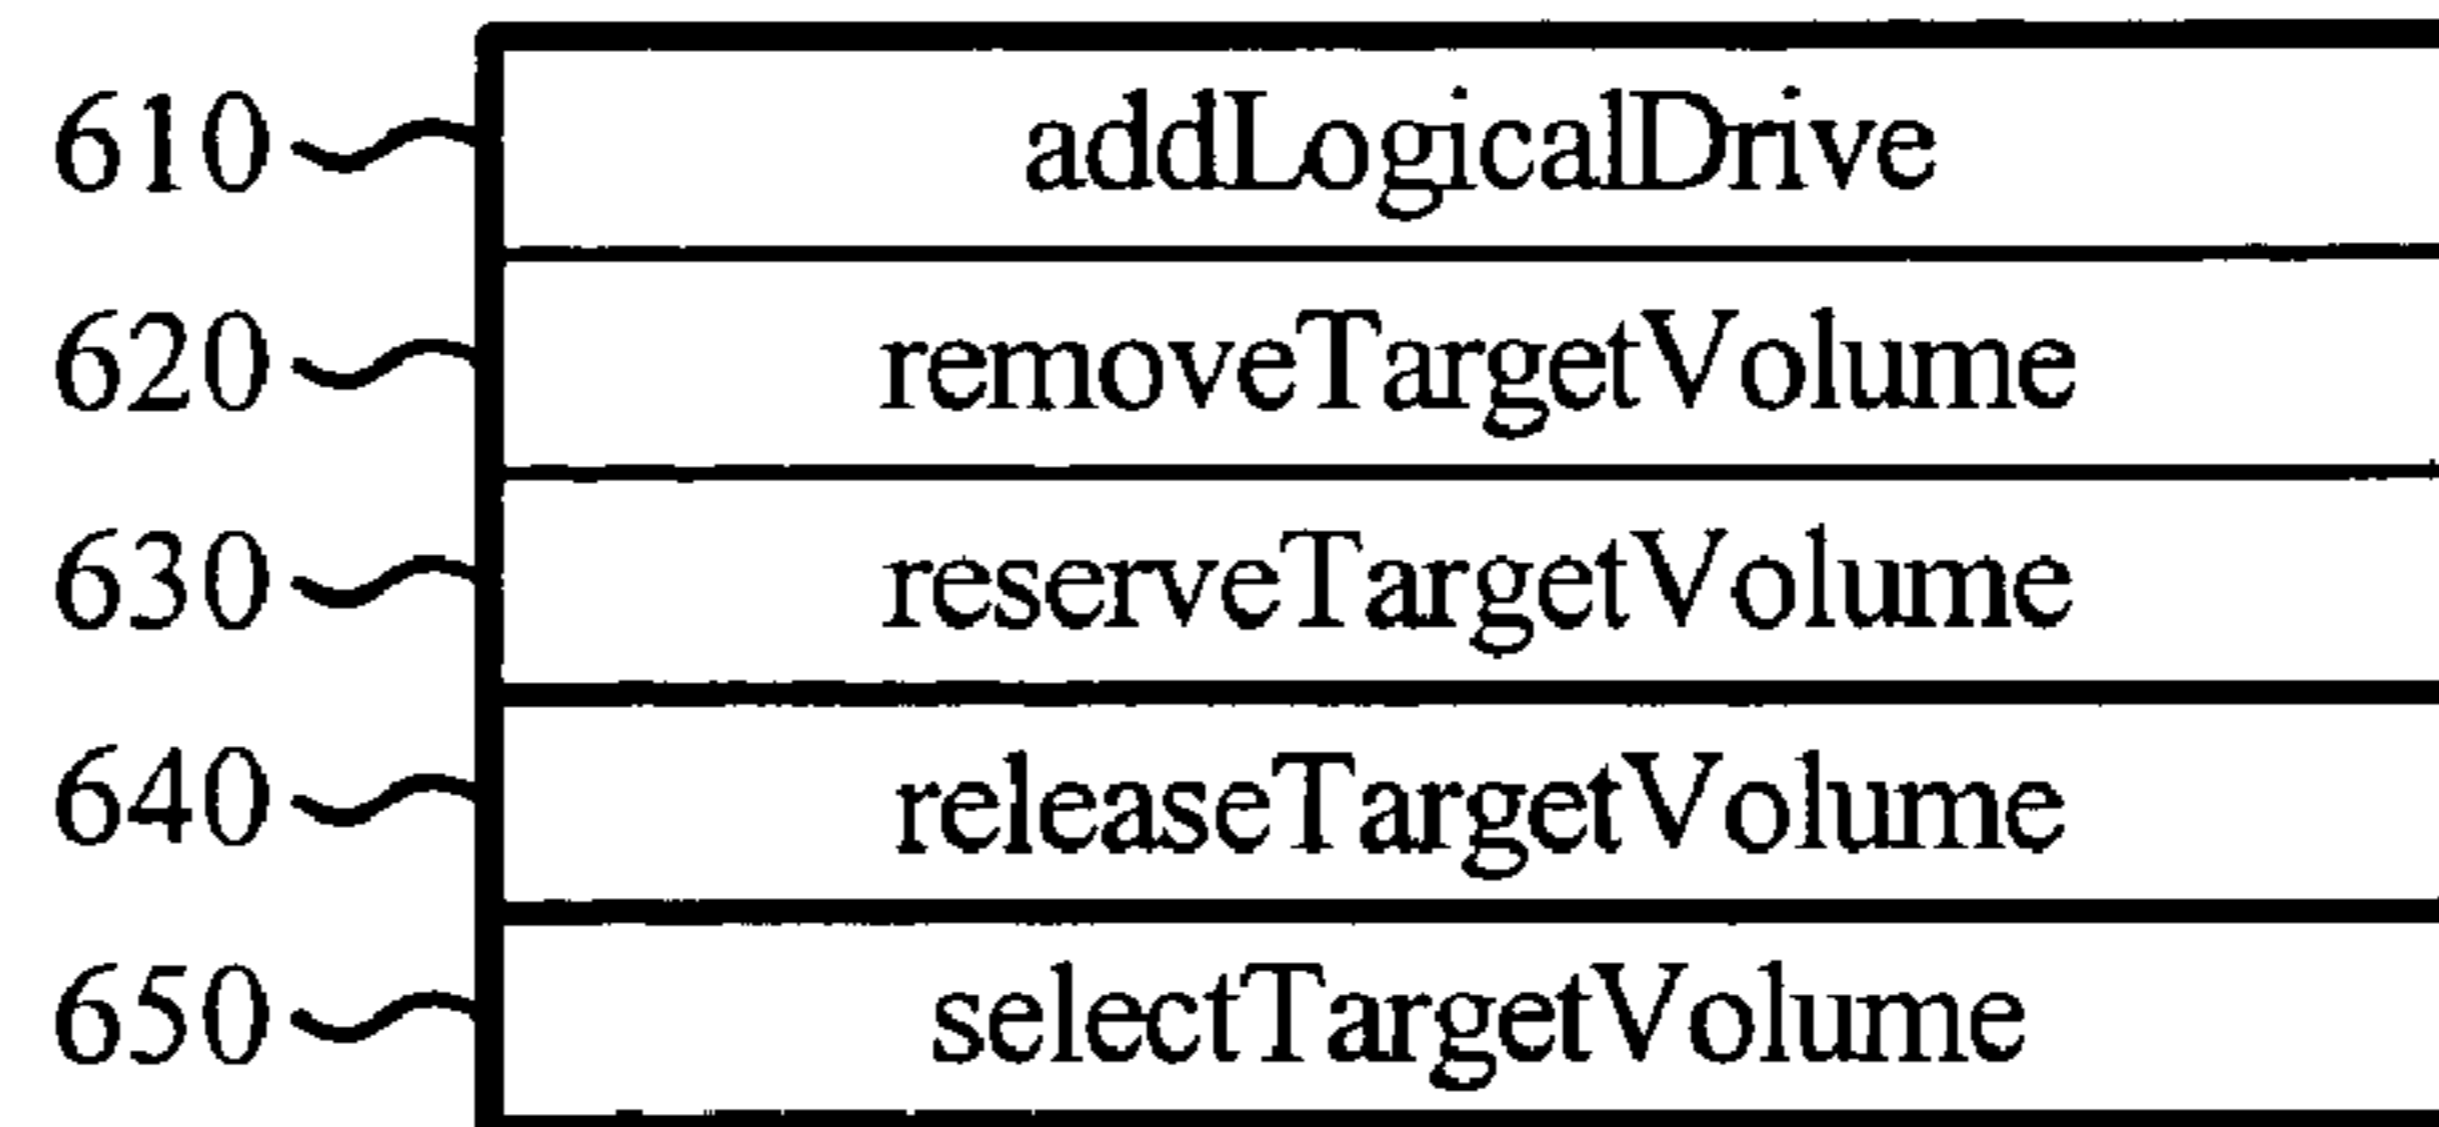 610 addLogicalDrive
620 removeTargetVolume
630 reserveTargetVolume
640 releaseTargetVolume
650 selectTargetVolume